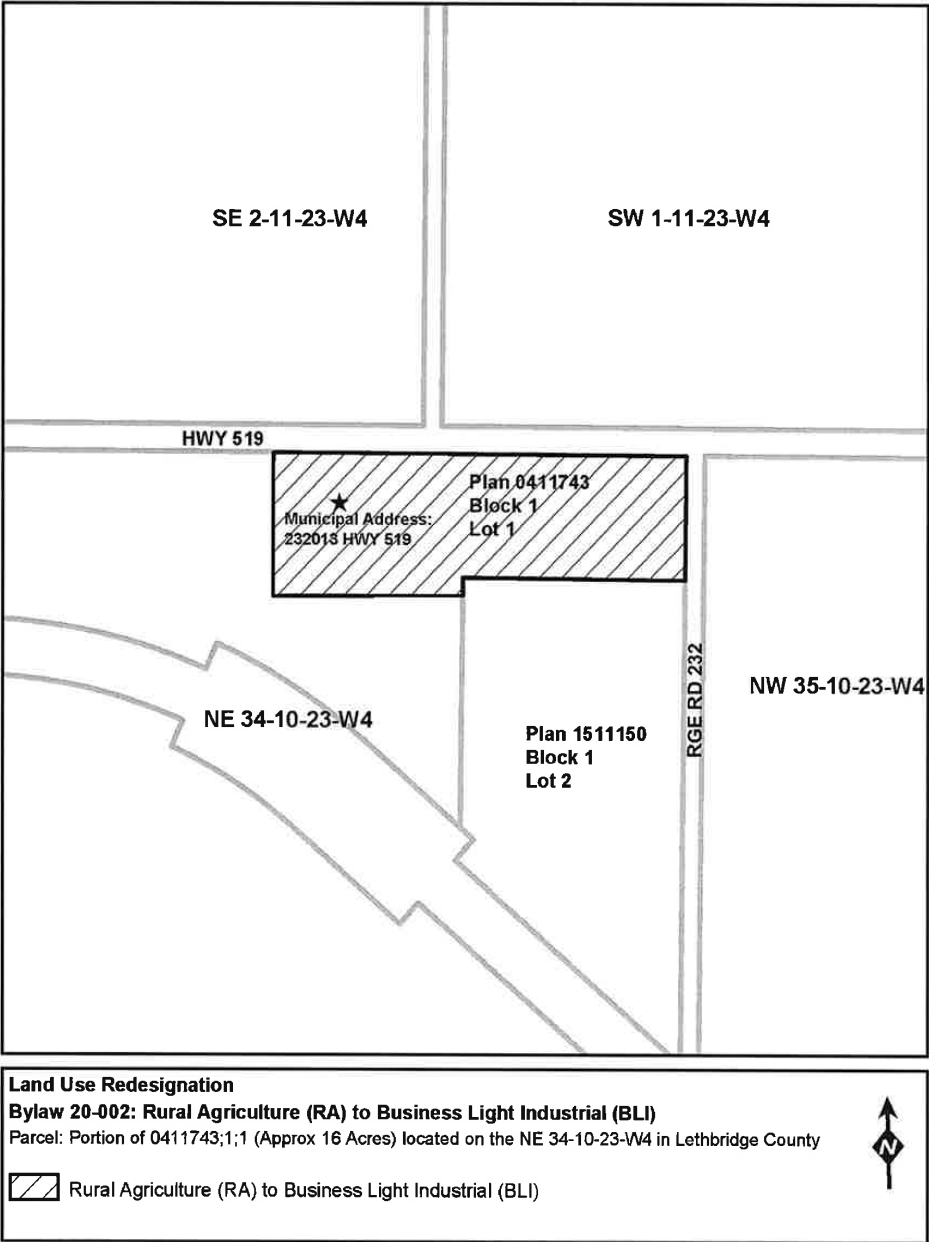 SE 2-11-23-W4
SW 1-11-23-W4
HWY 519
Plan 0411743
Block 1
Lot 1
Municipal Address:
232013 HWY 519
RGE RD 232
NW 35-10-23-W4
NE 34-10-23-W4
Plan 1511150
Block 1
Lot 2
Land Use Redesignation
Bylaw 20-002: Rural Agriculture (RA) to Business Light Industrial (BLI)
Parcel: Portion of 0411743;1;1 (Approx 16 Acres) located on the NE 34-10-23-W4 in Lethbridge County
N
Rural Agriculture (RA) to Business Light Industrial (BLI)